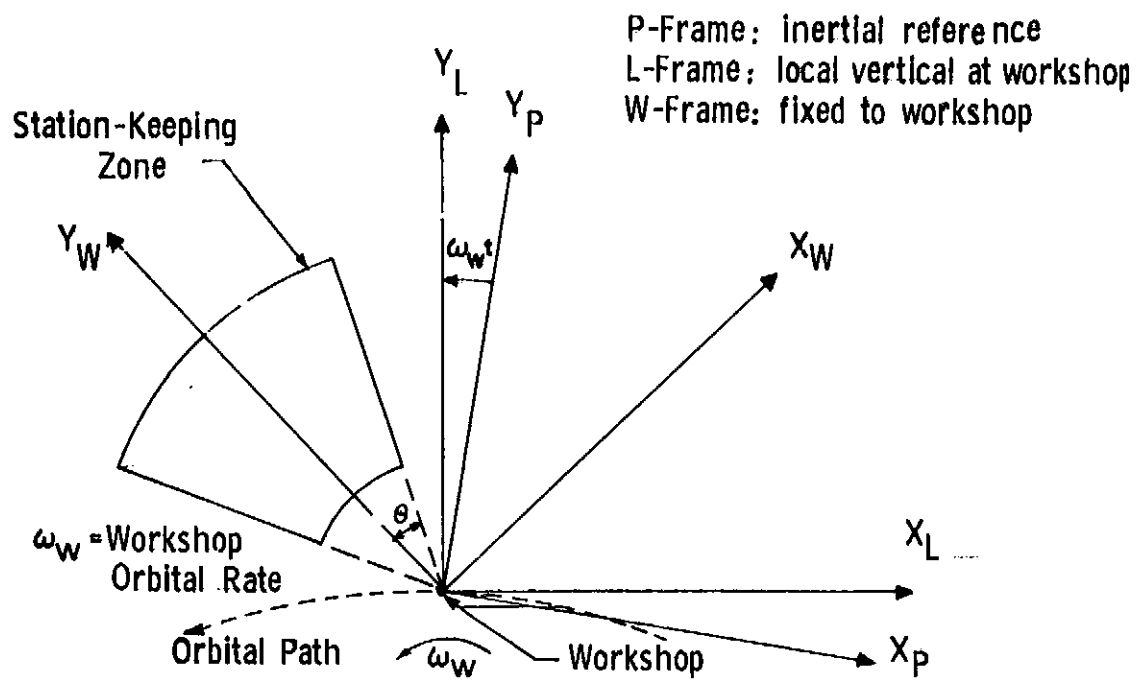 P-Frame: inertial reference
L-Frame: local vertical at workshop
W-Frame: fixed to workshop
Y_L
Y_P
Station-Keeping
Zone
Y_W
ω_W t
X_W
θ
ω_W = Workshop
Orbital Rate
X_L
Orbital Path
ω_W
Workshop
X_P